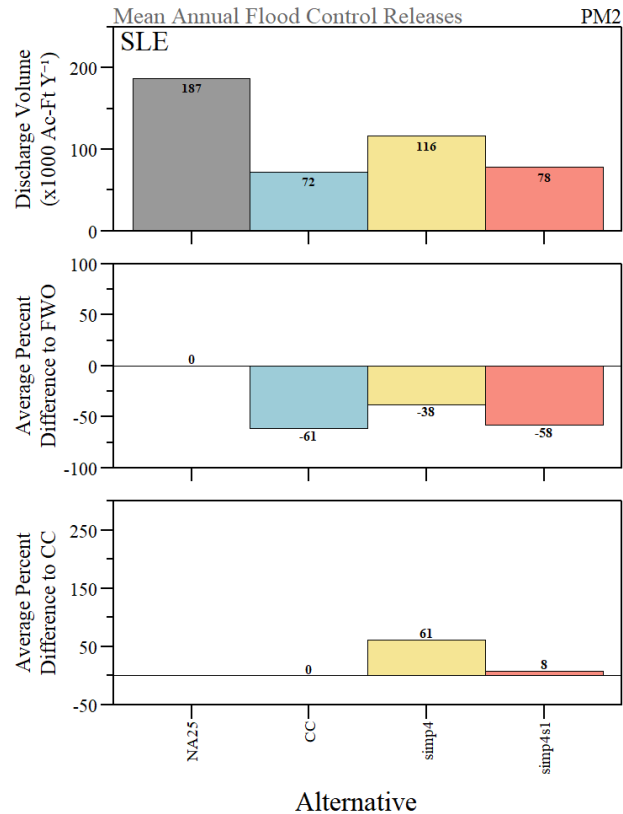 Mean Annual Flood Control Releases PM2
SLE
Discharge Volume
(x1000 Ac-Ft Y⁻¹)
200
100
0
187
72
116
78
Average Percent
Difference to FWO
100
50
0
-50
-100
0
-61
-38
-58
Average Percent
Difference to CC
250
150
50
-50
0
61
8
NA25
CC
simp4
simp4s1
Alternative